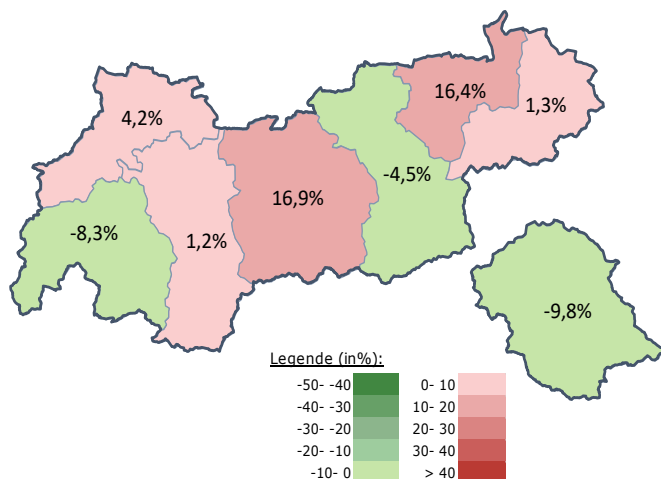 4,2%
16,4%
1,3%
-4,5%
16,9%
-8,3%
1,2%
-9,8%
Legende (in%):
-50- -40 0- 10
-40- -30 10- 20
-30- -20 20- 30
-20- -10 30- 40
-10- 0 > 40